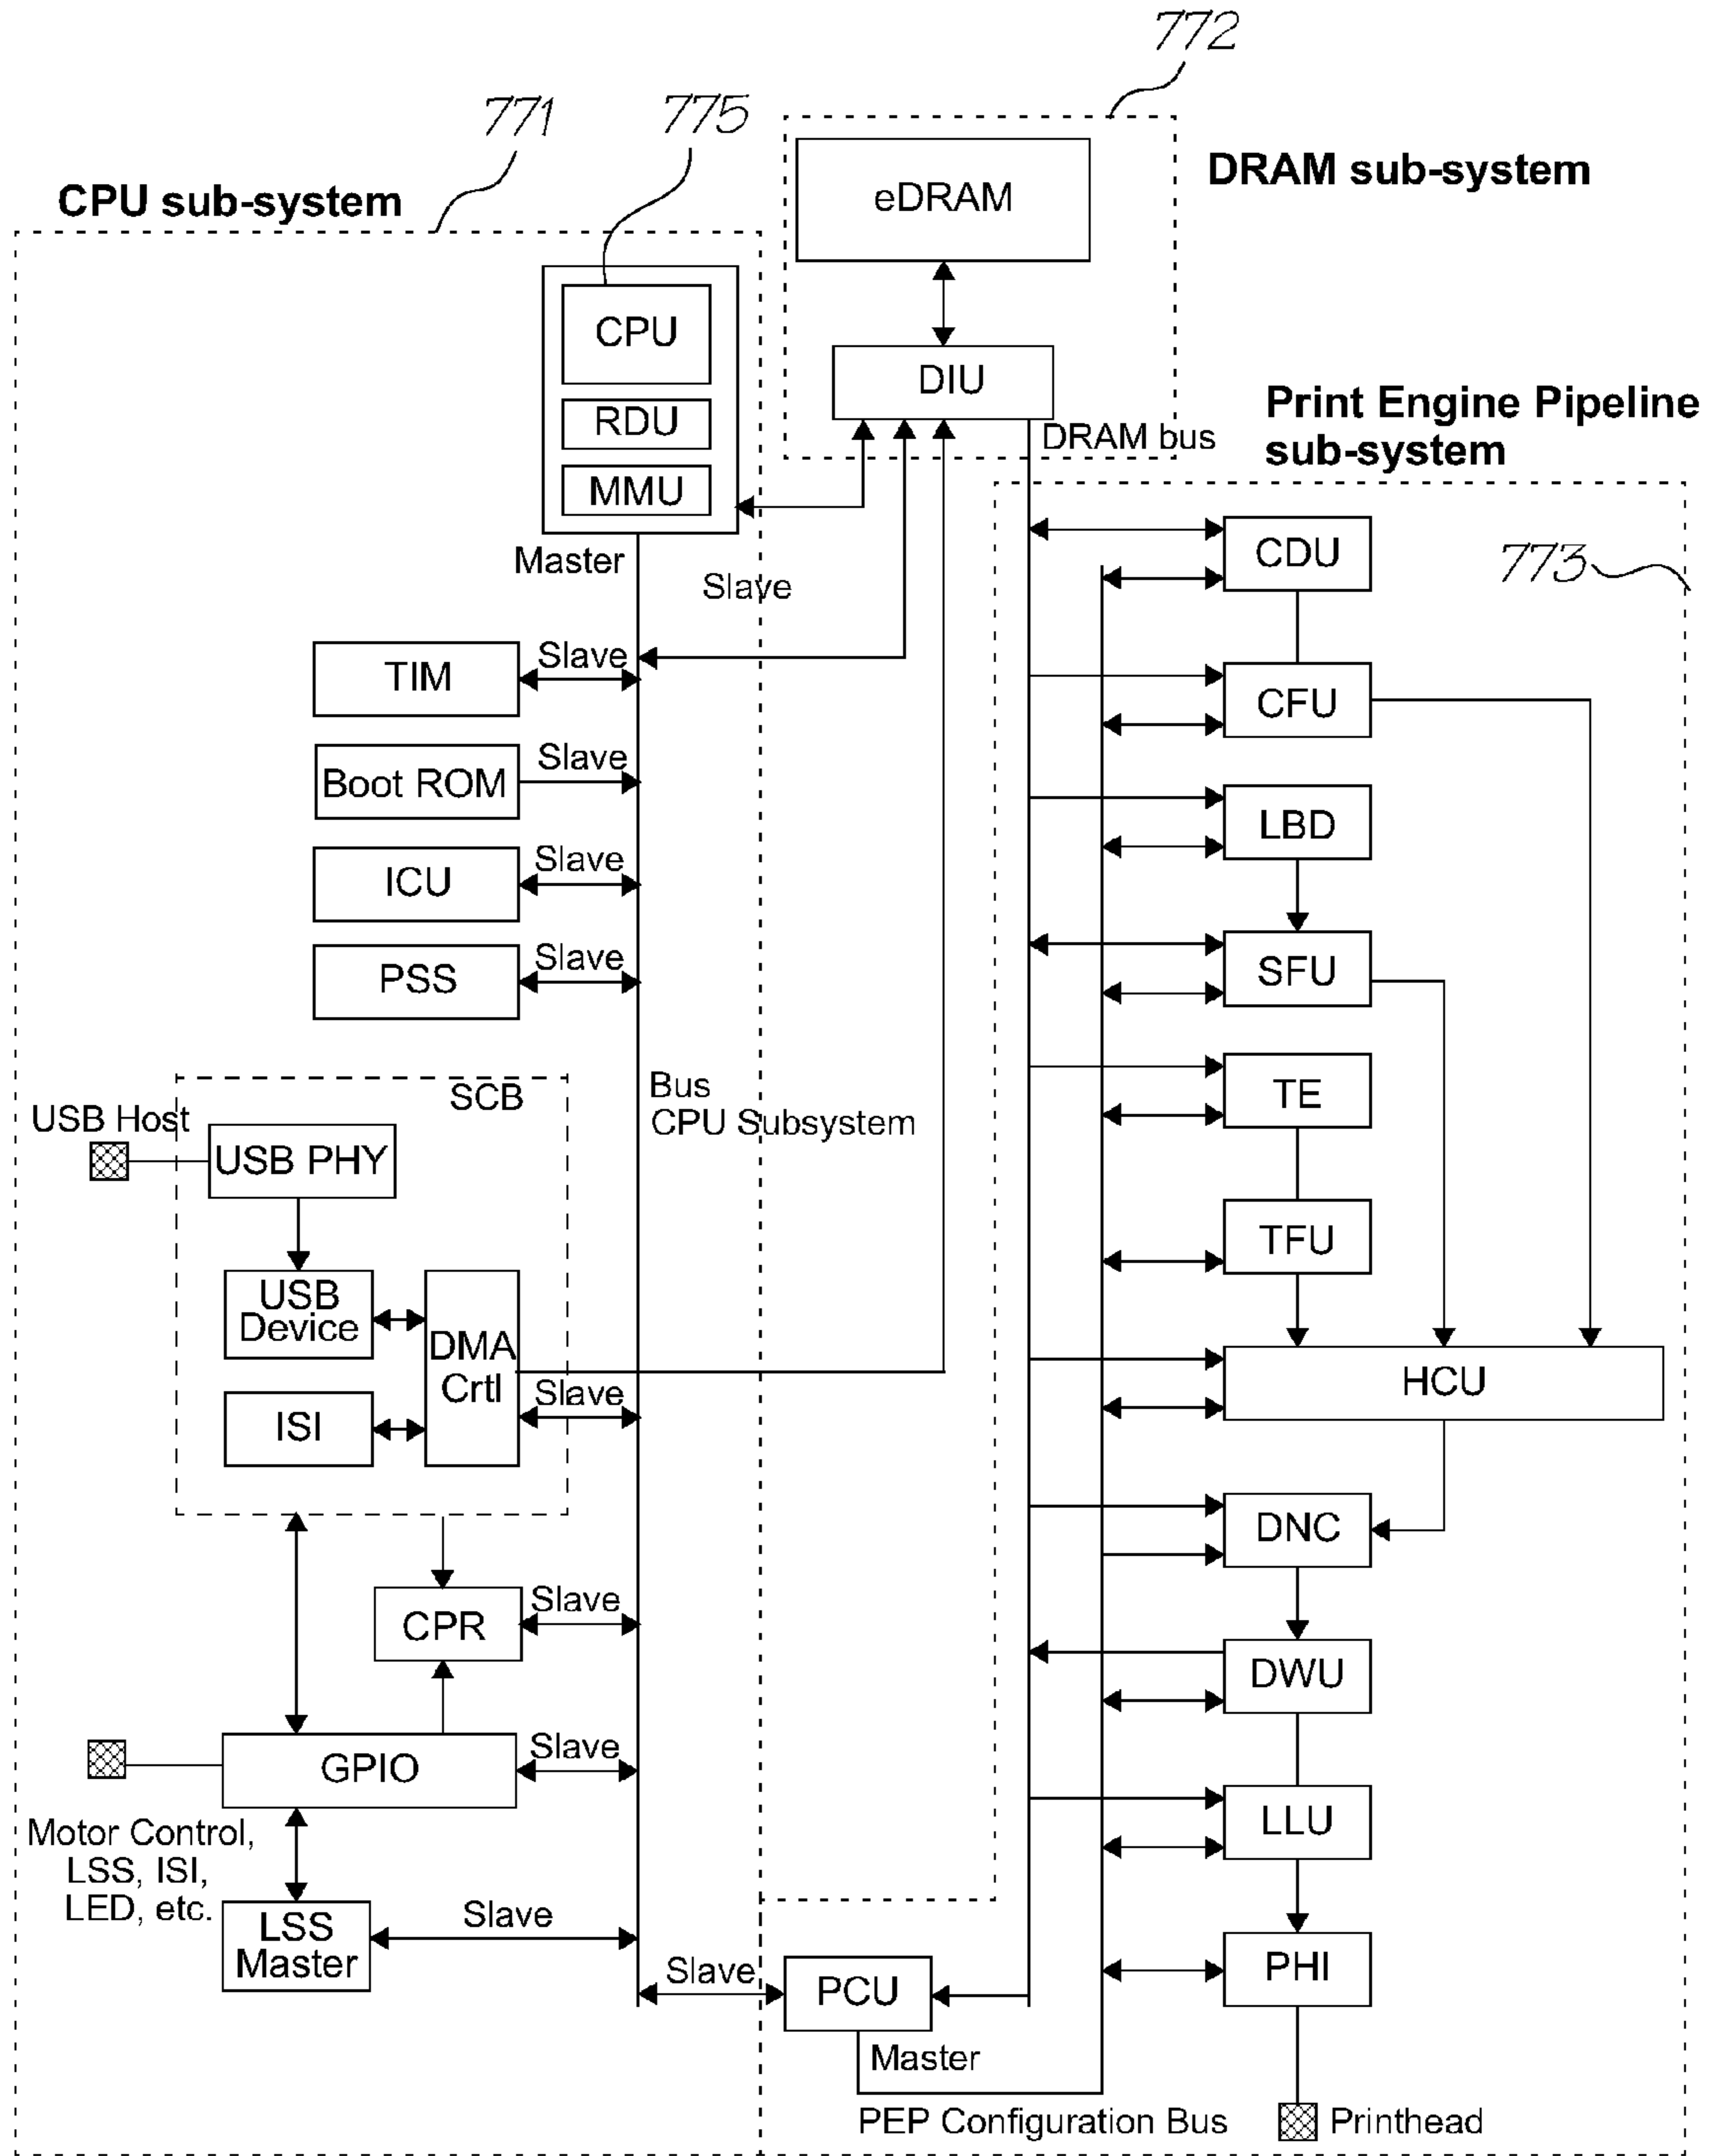 772
771
775
CPU sub-system
DRAM sub-system
eDRAM
CPU
DIU
RDU
DRAM bus
MMU
Print Engine Pipeline
sub-system
Master
Slave
CDU
773
TIM
Slave
CFU
Boot ROM
Slave
LBD
ICU
Slave
PSS
Slave
SFU
SCB
Bus
CPU Subsystem
TE
USB Host
USB PHY
TFU
USB
Device
DMA
Crtl
Slave
HCU
ISI
DNC
CPR
Slave
DWU
GPIO
Slave
LLU
Motor Control,
LSS, ISI,
LED, etc.
LSS
Master
Slave
Slave
PCU
PHI
Master
PEP Configuration Bus
Printhead